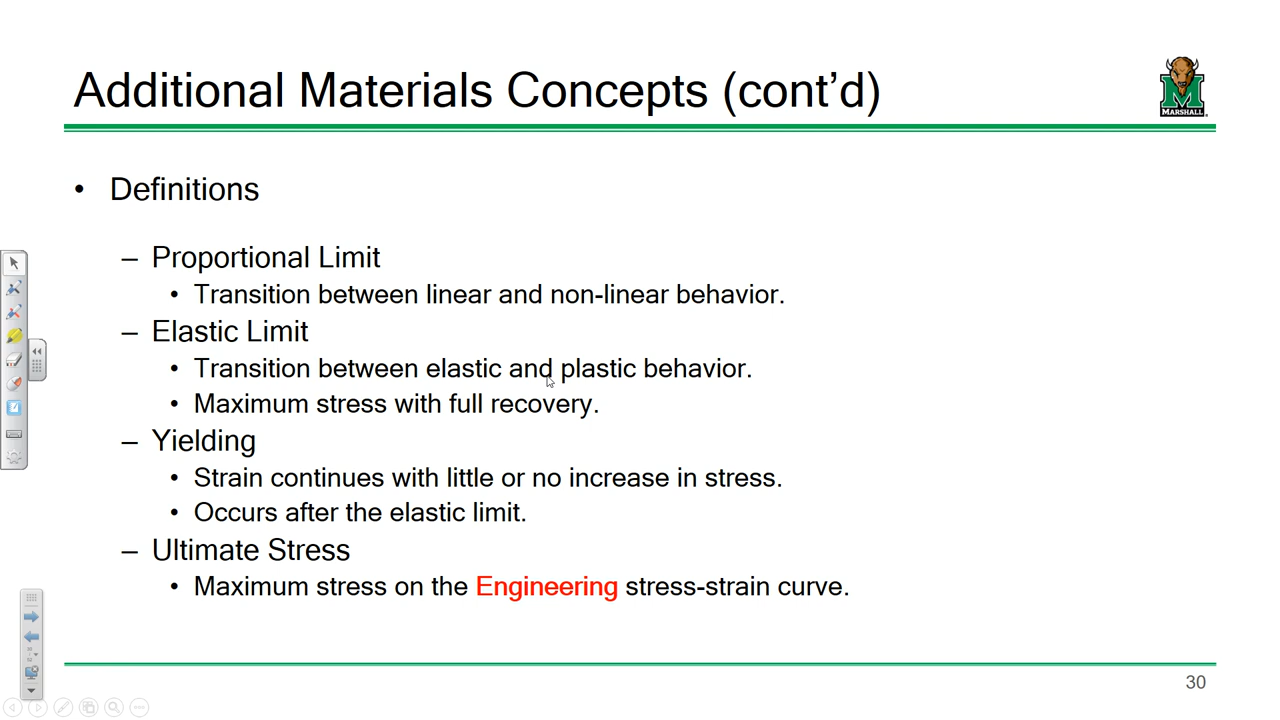 Additional Materials Concepts (cont’d)
MARSHALL
• Definitions
– Proportional Limit
• Transition between linear and non-linear behavior.
– Elastic Limit
• Transition between elastic and plastic behavior.
• Maximum stress with full recovery.
– Yielding
• Strain continues with little or no increase in stress.
• Occurs after the elastic limit.
– Ultimate Stress
• Maximum stress on the Engineering stress-strain curve.
30